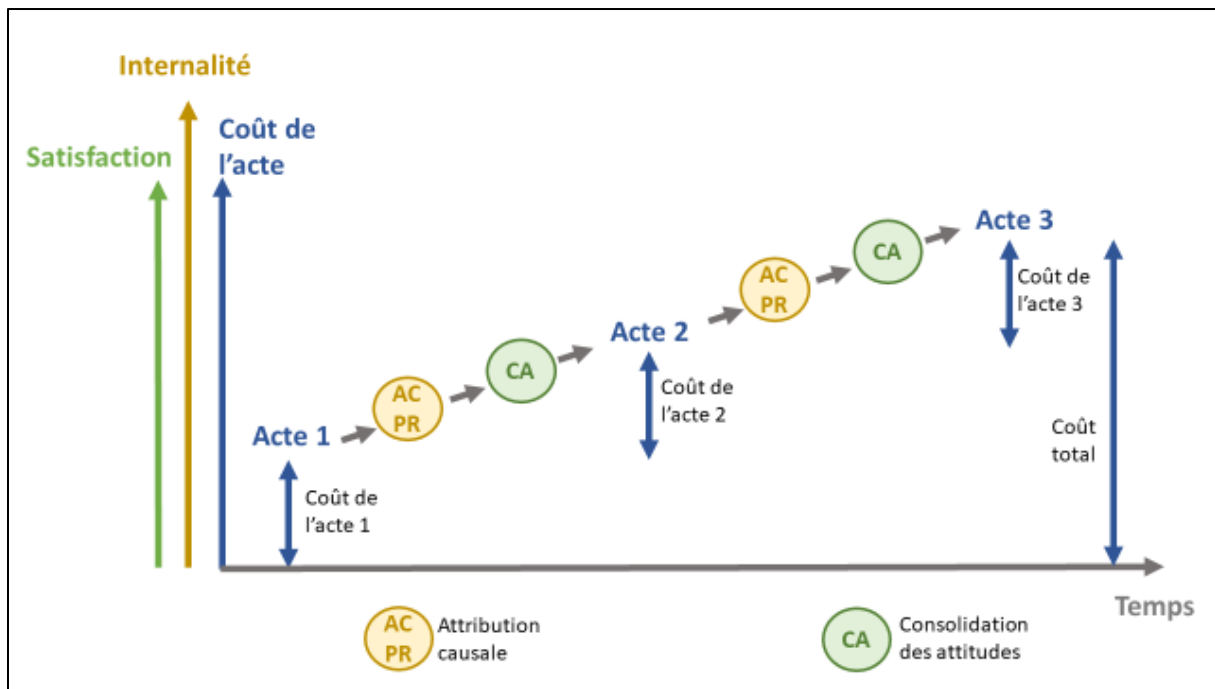 Internalité
Satisfaction
Coût de
l'acte
Acte 1
Coût de
l'acte 1
AC
PR
CA
Acte 2
Coût de
l'acte 2
AC
PR
CA
Acte 3
Coût de
l'acte 3
Coût
total
Temps
AC
PR
Attribution
causale
CA
Consolidation
des attitudes